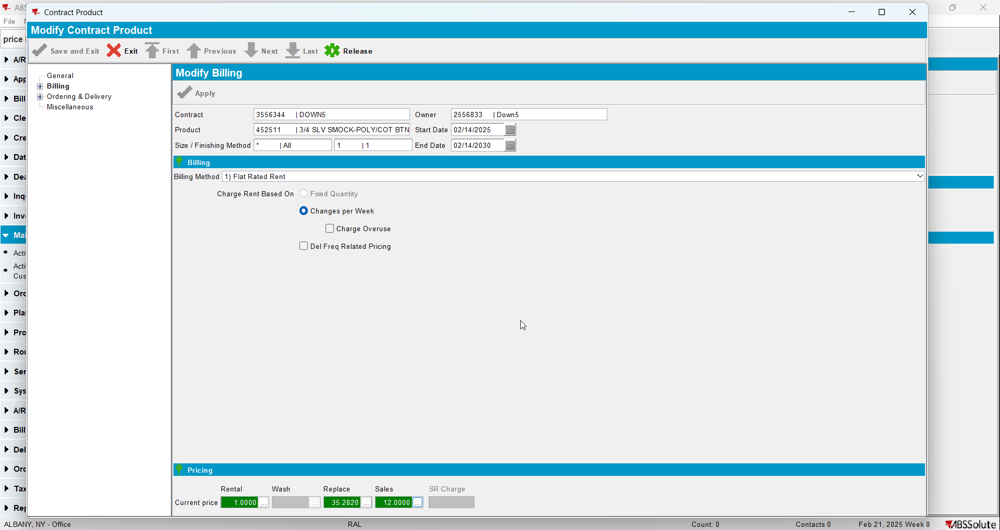 Contract Product
File
Modify Contract Product
price
Save and Exit Exit First Previous Next Last Release
A/R
App
Bill
Cle
Cre
Dat
Dea
Inq
Inv
Mai
Acti
Acti
Cus
Ord
Pla
Pro
Rou
Ser
Sys
A/R
Bill
Del
Ord
Tax
Rep
General
Billing
Ordering & Delivery
Miscellaneous
Modify Billing
Apply
Contract 3556344 | DOWN5 Owner 2556833 | Down5
Product 452511 | 3/4 SLV SMOCK-POLY/COT BTN Start Date 02/14/2025
Size / Finishing Method * | All 1 | 1 End Date 02/14/2030
Billing
Billing Method 1) Flat Rated Rent
Charge Rent Based On Fixed Quantity
Changes per Week
Charge Overuse
Del Freq Related Pricing
Pricing
Rental Wash Replace Sales SR Charge
Current price 1.0000 ... ... 35.2820 ... 12.0000 ...
ALBANY, NY - Office RAL Count: 0 Contacts 0 Feb 21, 2025 Week 8 ABSSolute